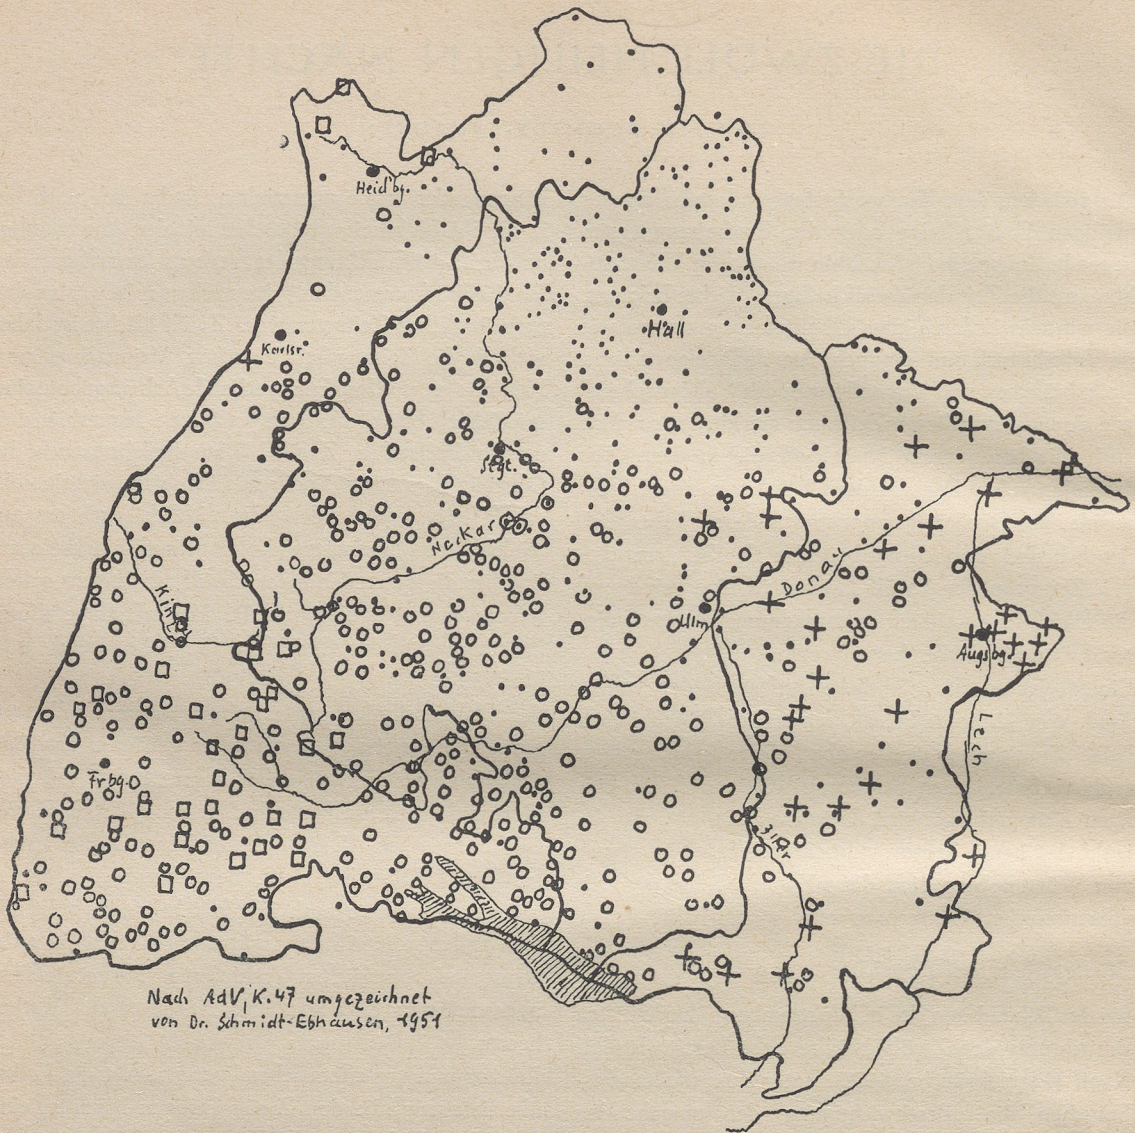 Heid'bg.
Karlsr.
Hall
Stgt.
Neckar
Kinzig
Donau
Ulm
Augsbg.
Lech
Frbg.
Iller
Nach AdV, K.47 umgezeichnet
von Dr. Schmidt-Ebhausen, 1951